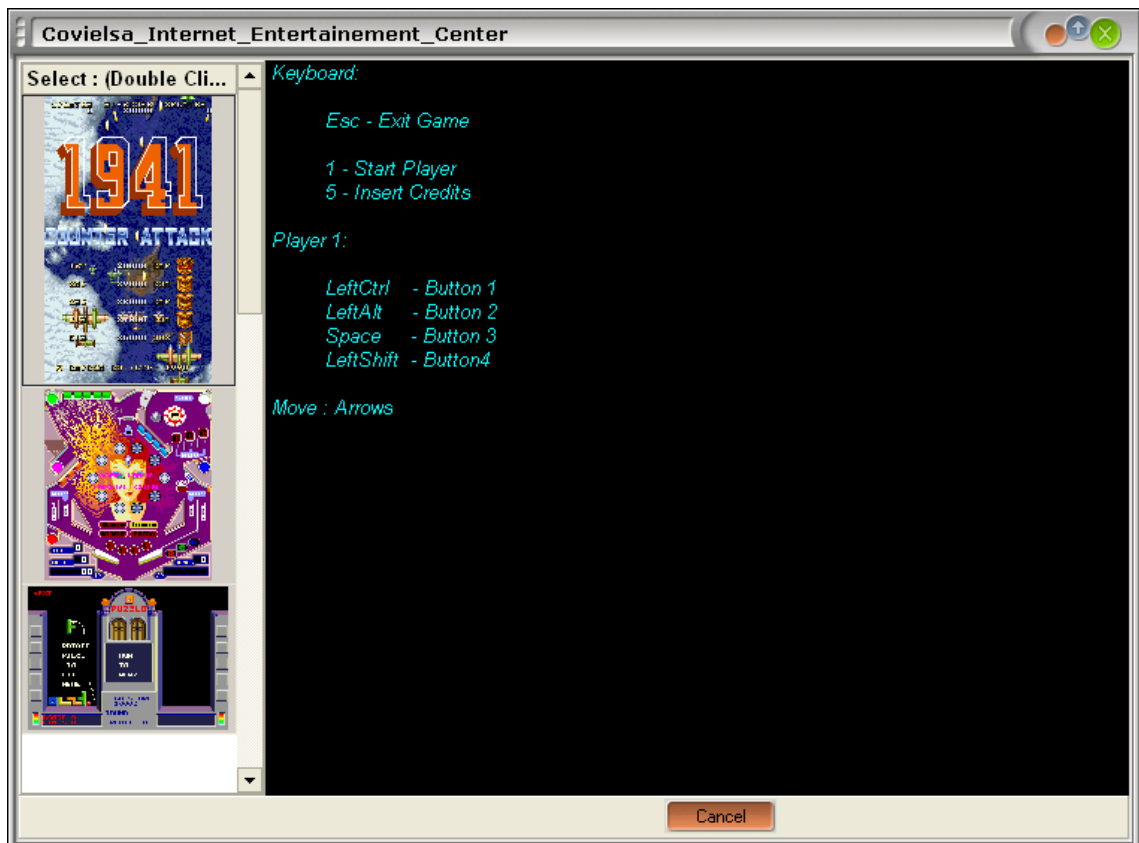 Covielsa_Internet_Entertainement_Center
Select : (Double Cli...
1941
COUNTER ATTACK
PUZZLO
Keyboard:
Esc - Exit Game
1 - Start Player
5 - Insert Credits
Player 1:
LeftCtrl - Button 1
LeftAlt - Button 2
Space - Button 3
LeftShift - Button4
Move : Arrows
Cancel